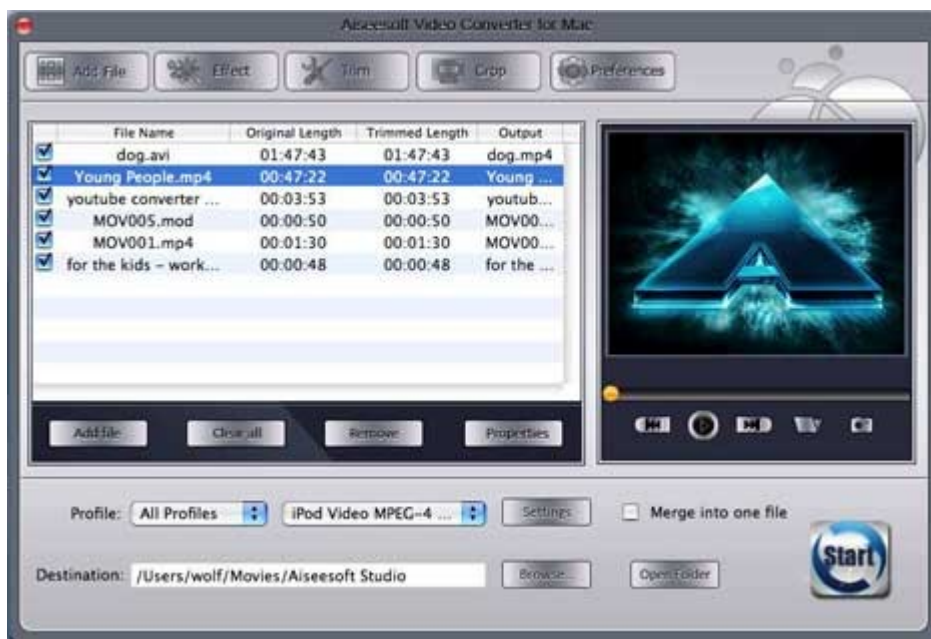 Aiseesoft Video Converter for Mac
Add File Effect Trim Crop Preferences
File Name Original Length Trimmed Length Output
dog.avi 01:47:43 01:47:43 dog.mp4
Young People.mp4 00:47:22 00:47:22 Young ...
youtube converter ... 00:03:53 00:03:53 youtub...
MOV005.mod 00:00:50 00:00:50 MOV00...
MOV001.mp4 00:01:30 00:01:30 MOV00...
for the kids – work... 00:00:48 00:00:48 for the ...
Add file Clear all Remove Properties
Profile: All Profiles iPod Video MPEG-4 ... Settings Merge into one file
Start
Destination: /Users/wolf/Movies/Aiseesoft Studio Browse... Open Folder